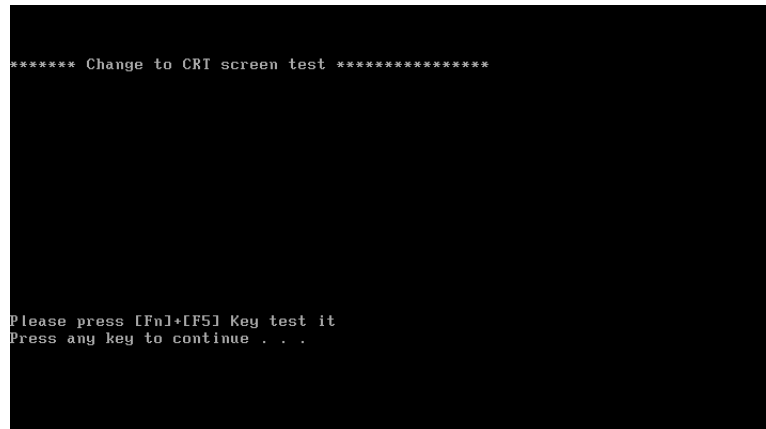 ******* Change to CRT screen test ****************
Please press [Fn]+[F5] Key test it
Press any key to continue . . .